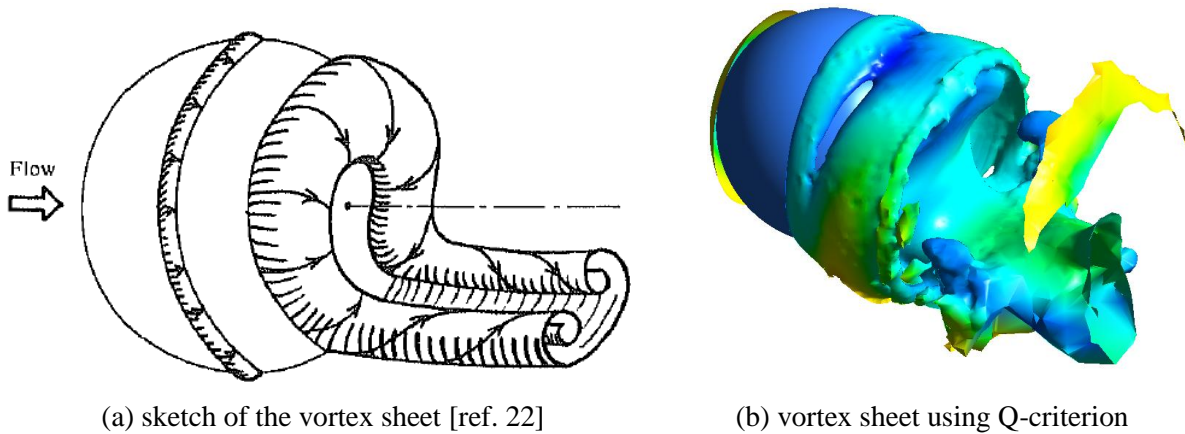 Flow
(a) sketch of the vortex sheet [ref. 22]
(b) vortex sheet using Q-criterion